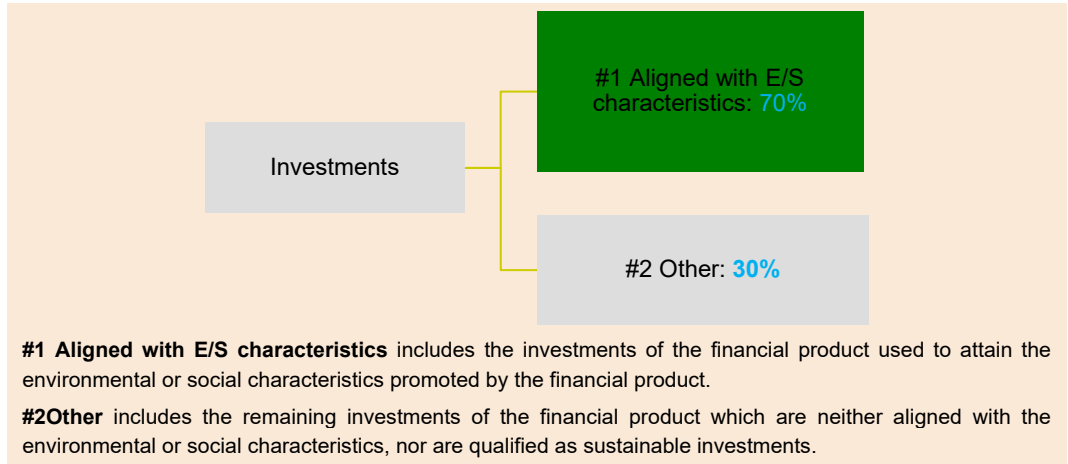 #1 Aligned with E/S
characteristics: 70%
Investments
#2 Other: 30%
#1 Aligned with E/S characteristics includes the investments of the financial product used to attain the
environmental or social characteristics promoted by the financial product.
#2Other includes the remaining investments of the financial product which are neither aligned with the
environmental or social characteristics, nor are qualified as sustainable investments.